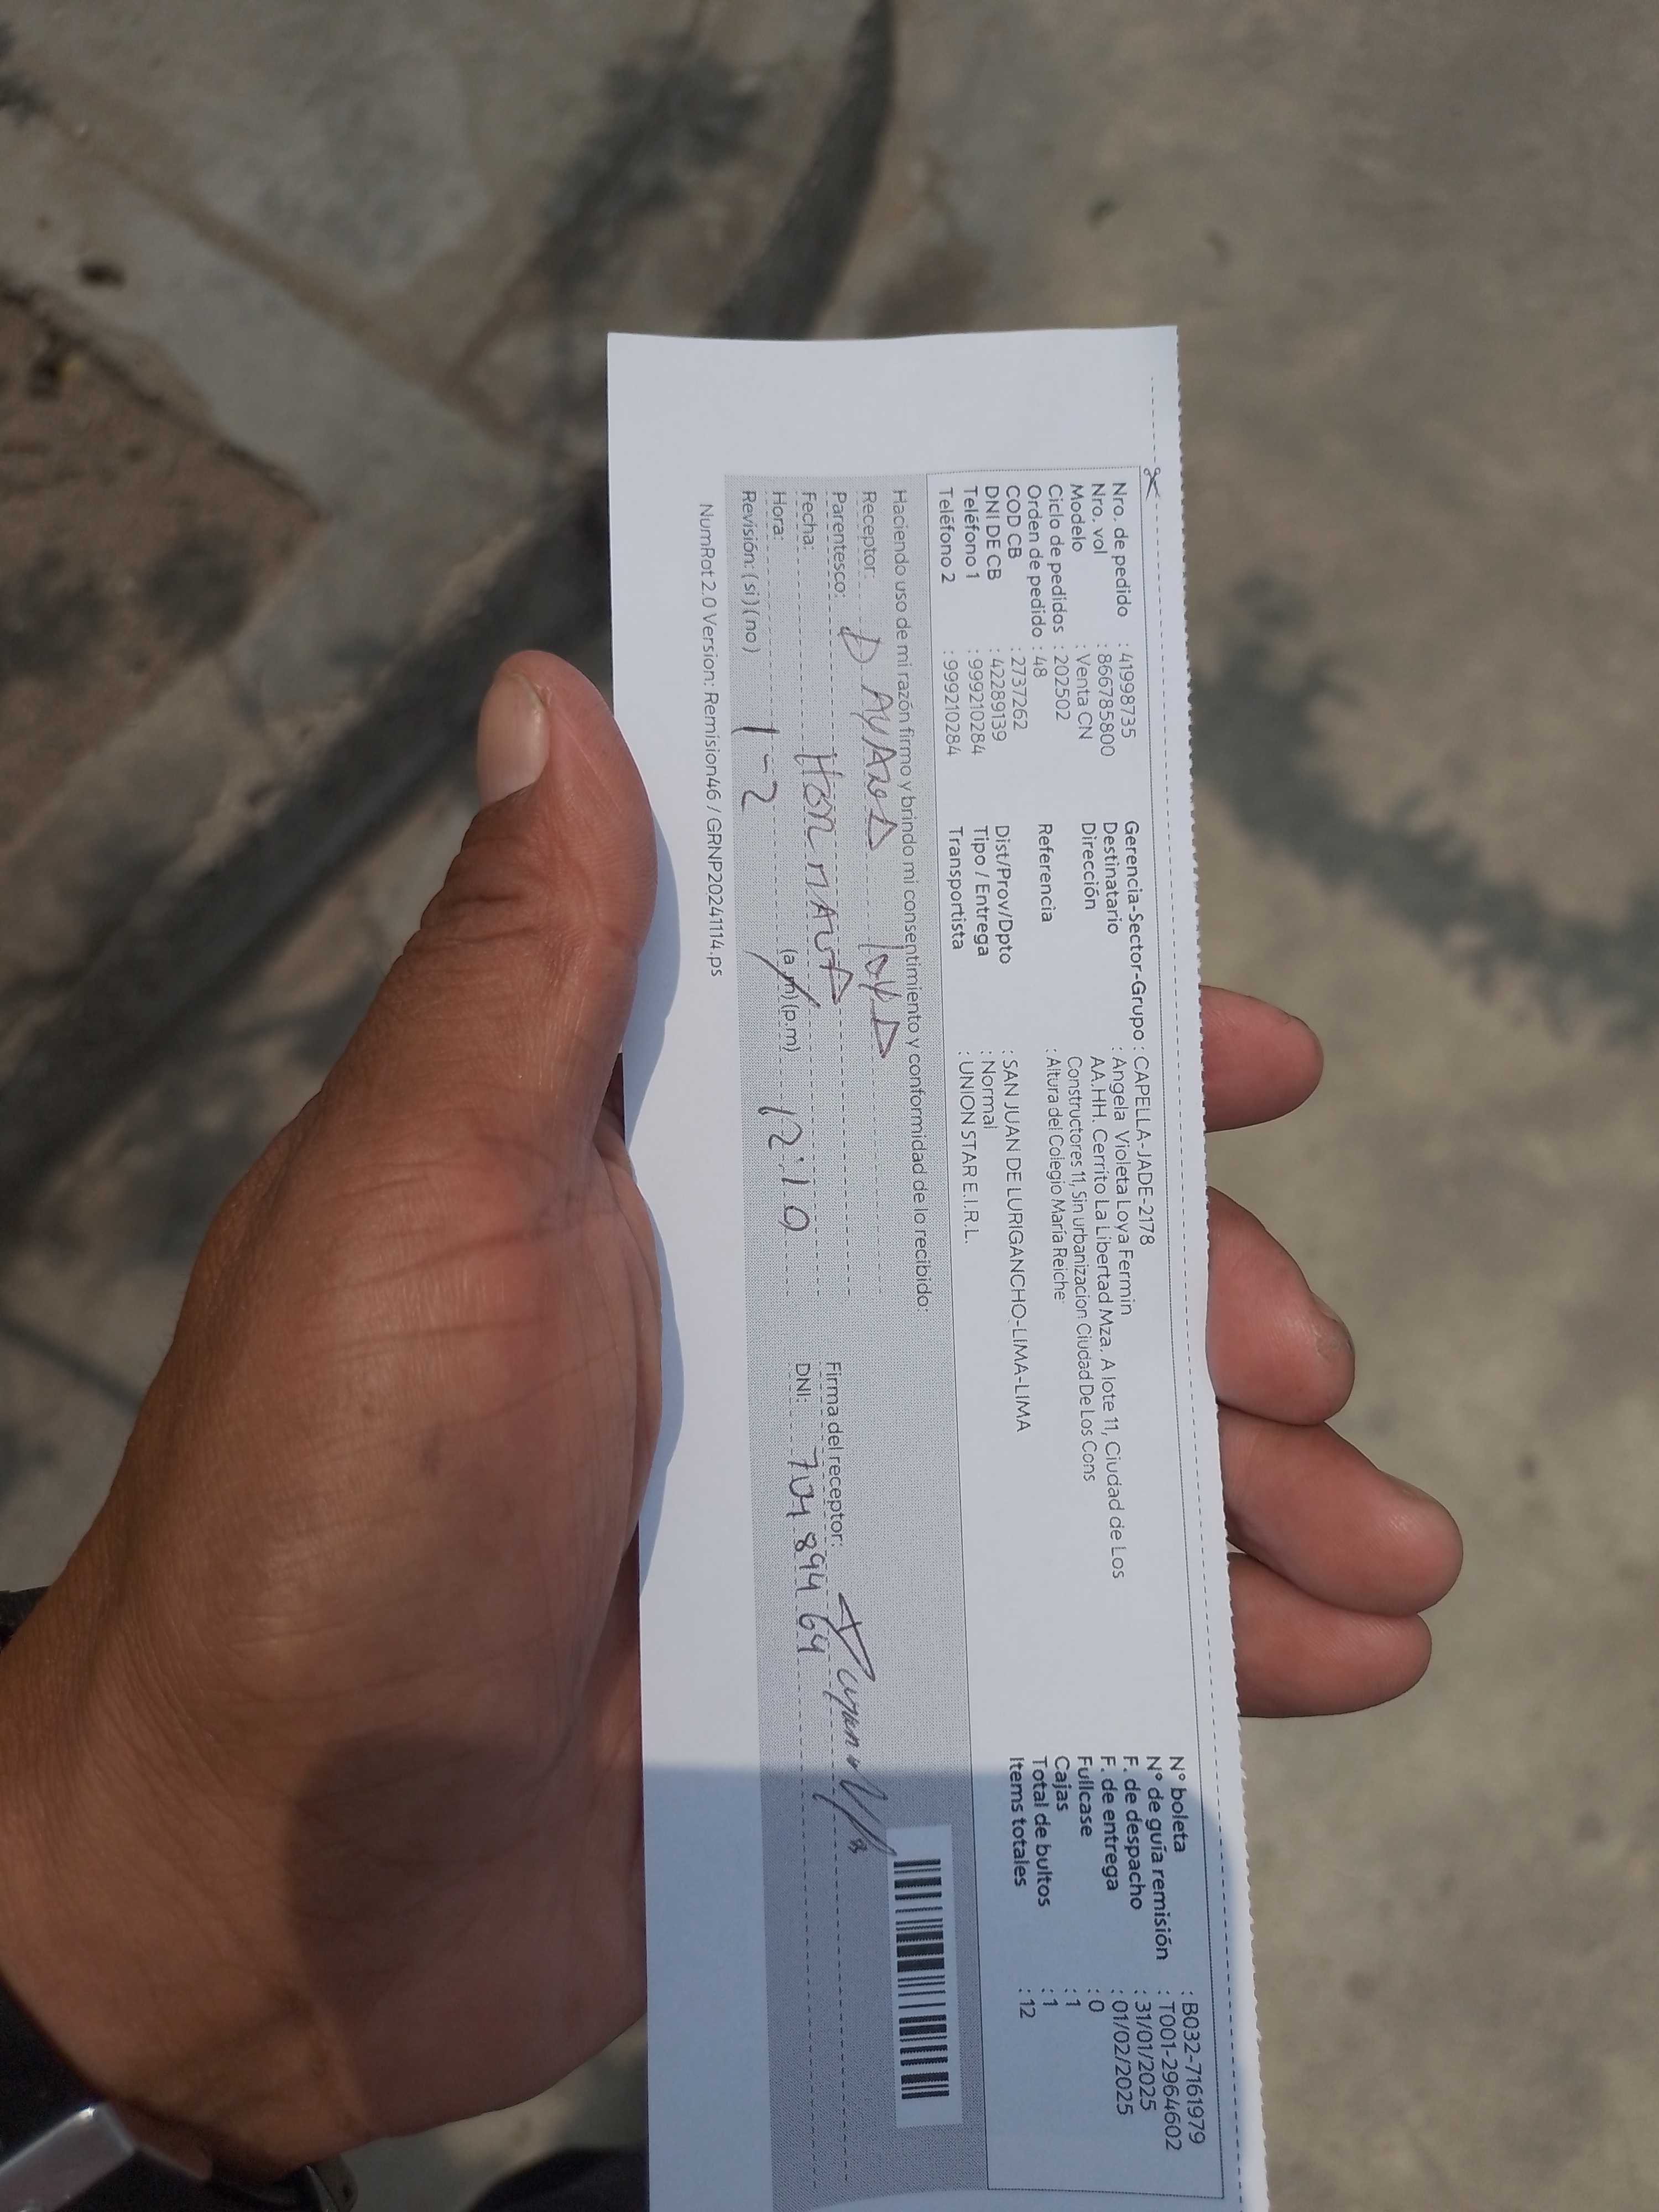 Nro. de pedido : 41998735
Nro. vol : 866785800
Modelo : Venta CN
Ciclo de pedidos : 202502
Orden de pedido : 48
COD CB : 2737262
DNI DE CB : 42289139
Teléfono 1 : 999210284
Teléfono 2 : 999210284
Gerencia-Sector-Grupo : CAPELLA-JADE-2178
Destinatario : Angela Violeta Loya Fermin
Dirección AA.HH. Cerrito La Libertad Mza. A lote 11, Ciudad de Los
Constructores 11, Sin urbanizacion Ciudad De Los Cons
Referencia : Altura del Colegio María Reiche
Dist/Prov/Dpto : SAN JUAN DE LURIGANCHO-LIMA-LIMA
Tipo / Entrega : Normal
Transportista : UNION STAR E.I.R.L.
N° boleta : B032-7161979
N° de guía remisión : T001-2964602
F. de despacho : 31/01/2025
F. de entrega : 01/02/2025
Fullcase : 0
Cajas : 1
Total de bultos : 1
Items totales : 12
Haciendo uso de mi razón firmo y brindo mi consentimiento y conformidad de lo recibido:
Receptor: DAyAnA loyA
Parentesco: HermAnA
Fecha: 1-2
Hora: (a.m) (p.m) 12:19
Revisión: (si) (no)
Firma del receptor:
DNI: 70489464
NumRot 2.0 Version: Remision46 / GRNP20241114.ps